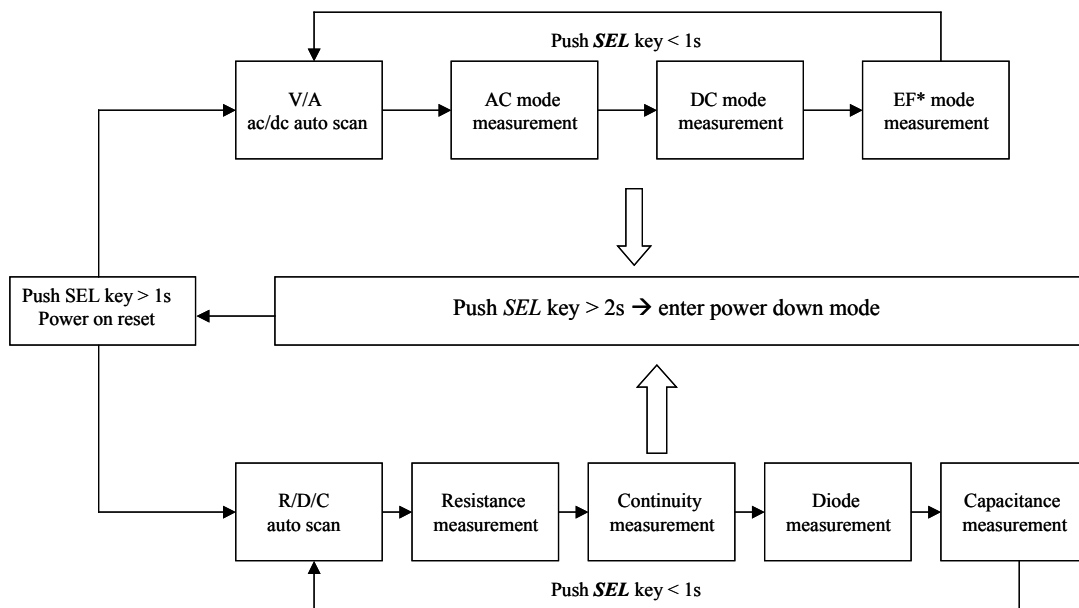 Push SEL key < 1s
V/A
ac/dc auto scan
AC mode
measurement
DC mode
measurement
EF* mode
measurement
Push SEL key > 1s
Power on reset
Push SEL key > 2s → enter power down mode
R/D/C
auto scan
Resistance
measurement
Continuity
measurement
Diode
measurement
Capacitance
measurement
Push SEL key < 1s